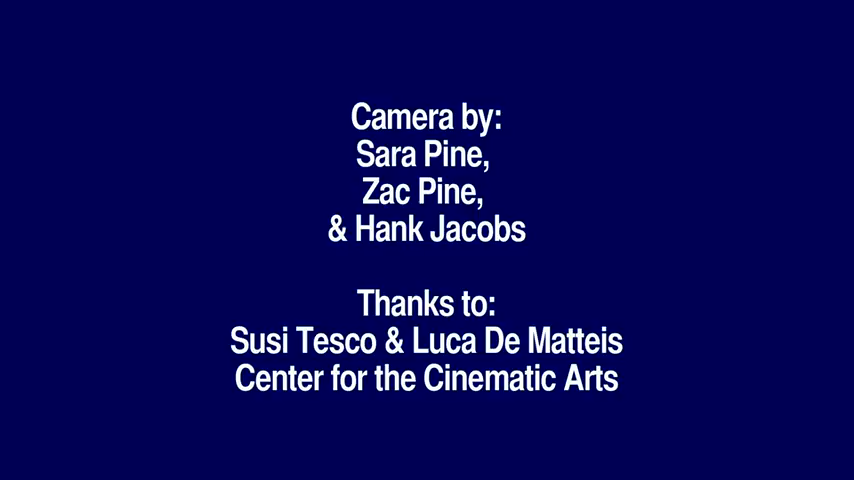 Camera by:
Sara Pine,
Zac Pine,
& Hank Jacobs
Thanks to:
Susi Tesco & Luca De Matteis
Center for the Cinematic Arts